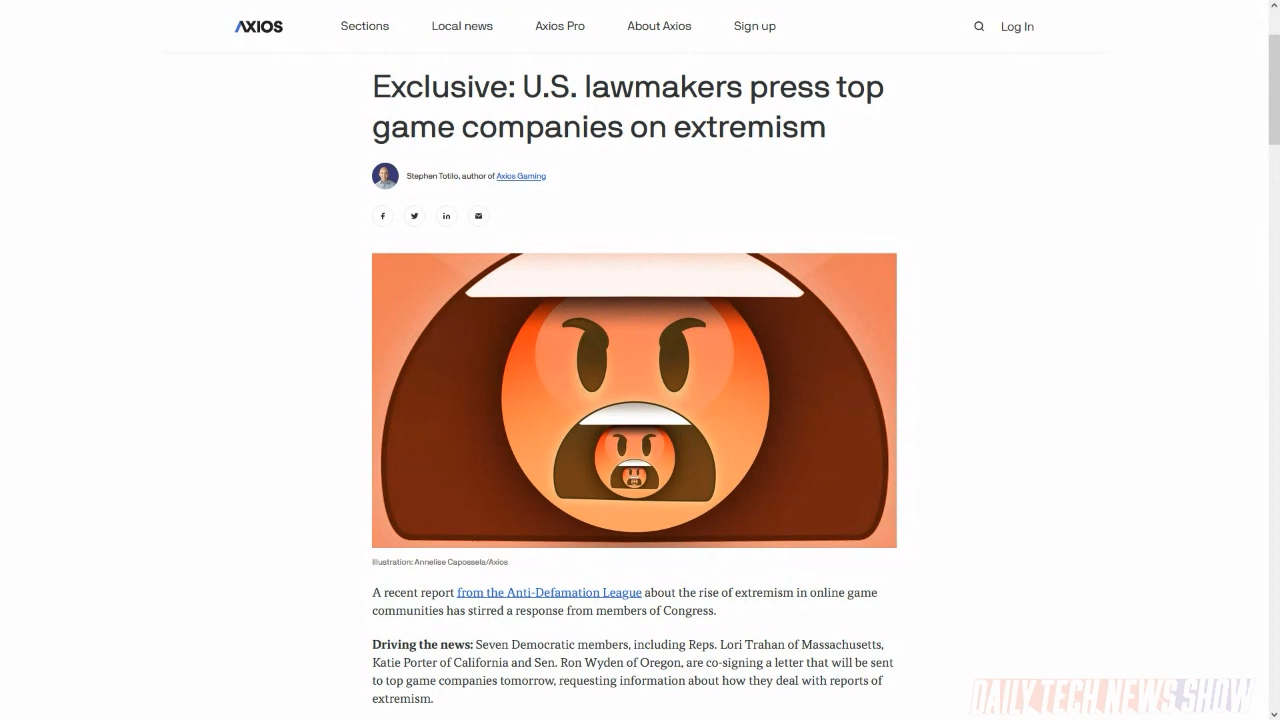 AXIOS
Sections
Local news
Axios Pro
About Axios
Sign up
Log In
Exclusive: U.S. lawmakers press top
game companies on extremism
Stephen Totilo, author of Axios Gaming
Illustration: Annelise Capossela/Axios
A recent report from the Anti-Defamation League about the rise of extremism in online game
communities has stirred a response from members of Congress.
Driving the news: Seven Democratic members, including Reps. Lori Trahan of Massachusetts,
Katie Porter of California and Sen. Ron Wyden of Oregon, are co-signing a letter that will be sent
to top game companies tomorrow, requesting information about how they deal with reports of
extremism.
DAILY TECH NEWS SHOW